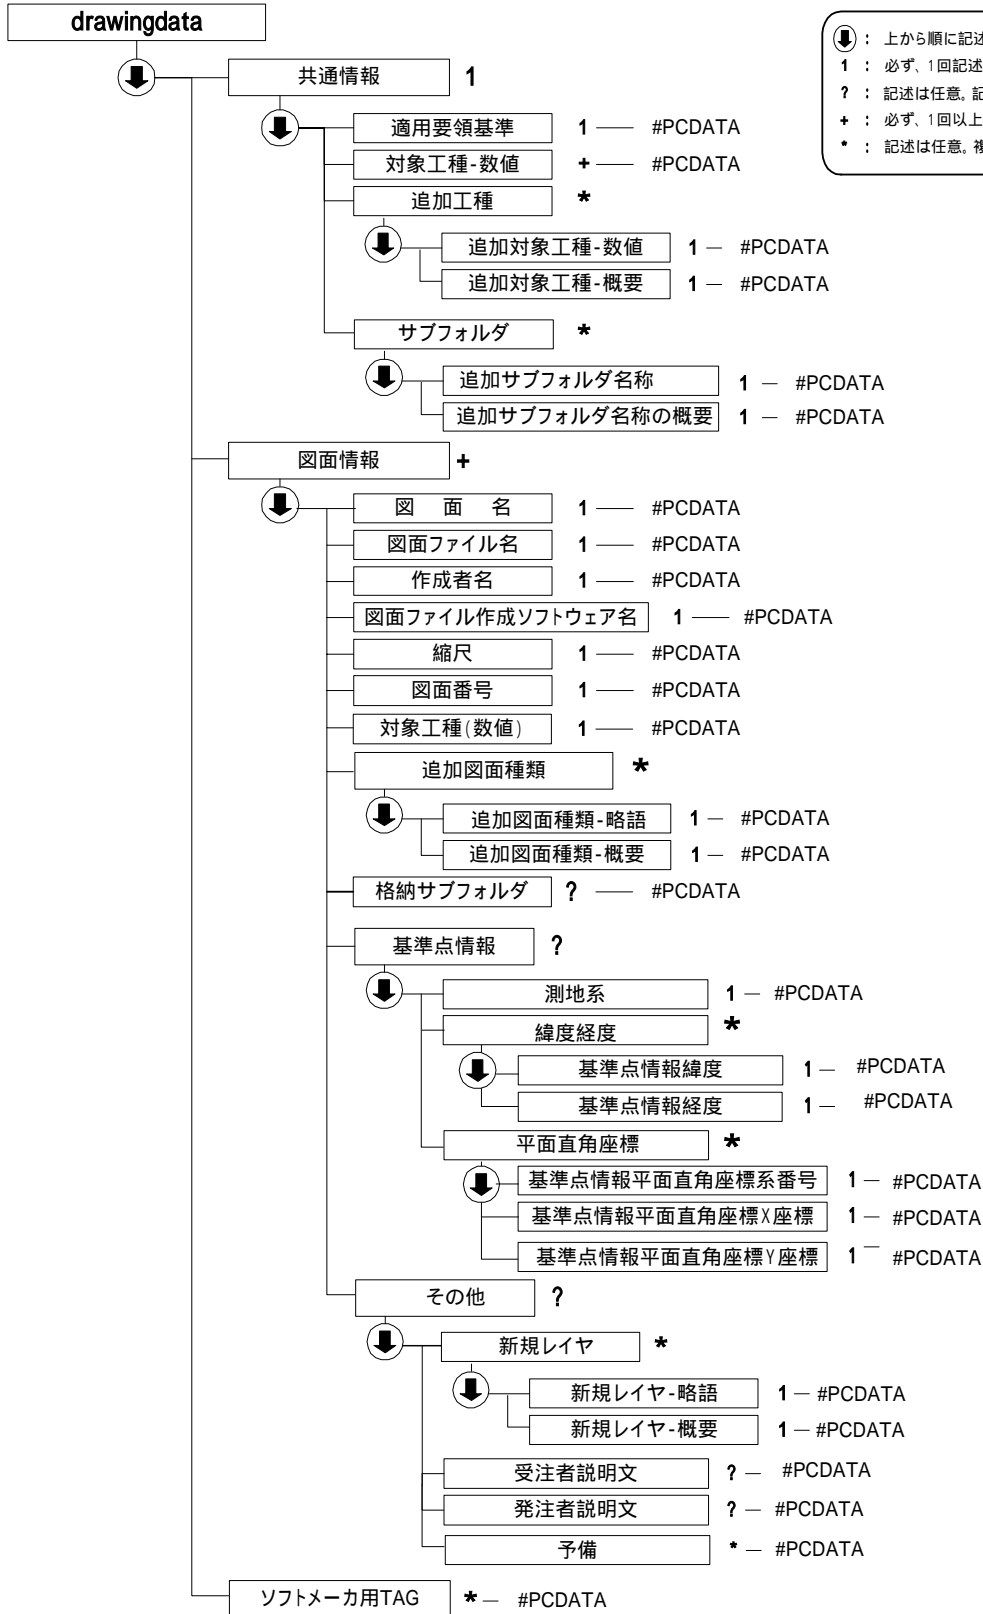 drawingdata
: 上から順に記述
1 : 必ず、1回記述
? : 記述は任意。記
+ : 必ず、1回以上
* : 記述は任意。複
共通情報 1
適用要領基準 1 — #PCDATA
対象工種-数値 + — #PCDATA
追加工種 *
追加対象工種-数値 1 — #PCDATA
追加対象工種-概要 1 — #PCDATA
サブフォルダ *
追加サブフォルダ名称 1 — #PCDATA
追加サブフォルダ名称の概要 1 — #PCDATA
図面情報 +
図 面 名 1 — #PCDATA
図面ファイル名 1 — #PCDATA
作成者名 1 — #PCDATA
図面ファイル作成ソフトウェア名 1 — #PCDATA
縮尺 1 — #PCDATA
図面番号 1 — #PCDATA
対象工種(数値) 1 — #PCDATA
追加図面種類 *
追加図面種類-略語 1 — #PCDATA
追加図面種類-概要 1 — #PCDATA
格納サブフォルダ ? — #PCDATA
基準点情報 ?
測地系 1 — #PCDATA
緯度経度 *
基準点情報緯度 1 — #PCDATA
基準点情報経度 1 — #PCDATA
平面直角座標 *
基準点情報平面直角座標系番号 1 — #PCDATA
基準点情報平面直角座標X座標 1 — #PCDATA
基準点情報平面直角座標Y座標 1 — #PCDATA
その他 ?
新規レイヤ *
新規レイヤ-略語 1 — #PCDATA
新規レイヤ-概要 1 — #PCDATA
受注者説明文 ? — #PCDATA
発注者説明文 ? — #PCDATA
予備 * — #PCDATA
ソフトメーカ用TAG * — #PCDATA